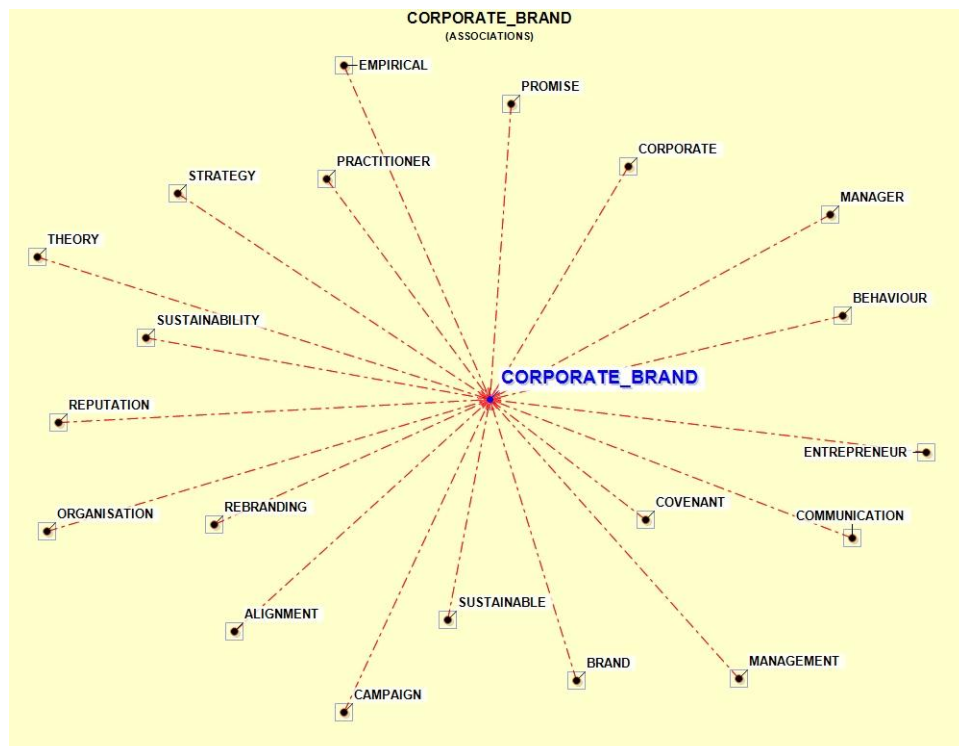 CORPORATE_BRAND
(ASSOCIATIONS)
EMPIRICAL
PROMISE
CORPORATE
PRACTITIONER
STRATEGY
MANAGER
THEORY
BEHAVIOUR
SUSTAINABILITY
CORPORATE_BRAND
REPUTATION
ENTREPRENEUR
COVENANT
REBRANDING
ORGANISATION
COMMUNICATION
SUSTAINABLE
ALIGNMENT
BRAND
MANAGEMENT
CAMPAIGN